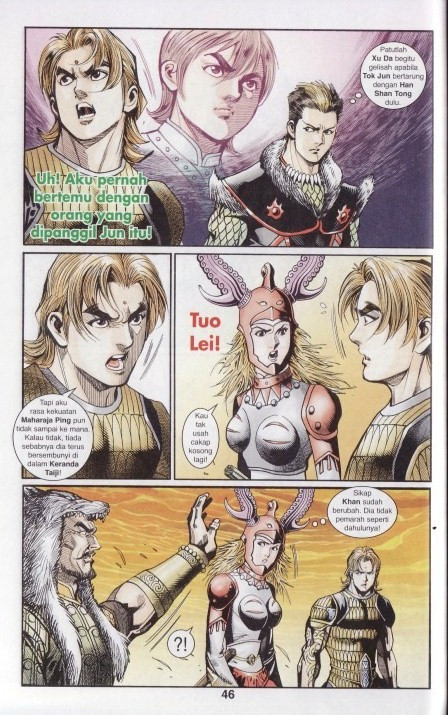 Patutlah
Xu Da begitu
gelisah apabila
Tok Jun bertarung
dengan Han
Shan Tong
dulu.
Uh! Aku pernah
bertemu dengan
orang yang
dipanggil Jun itu!
Tapi aku
rasa kekuatan
Maharaja Ping pun
tidak sampai ke mana.
Kalau tidak, tiada
sebabnya dia terus
bersembunyi di
dalam Keranda
Taiji!
Tuo
Lei!
Kau
tak
usah
cakap
kosong
lagi!
Sikap
Khan sudah
berubah. Dia tidak
pemarah seperti
dahulunya!
?!
46